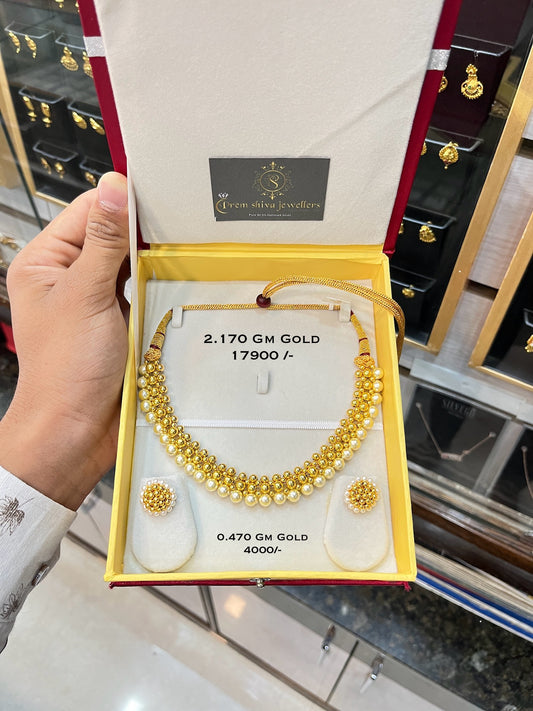 Prem shiva jewellers
2.170 GM GOLD
17900 /-
0.470 GM GOLD
4000/-